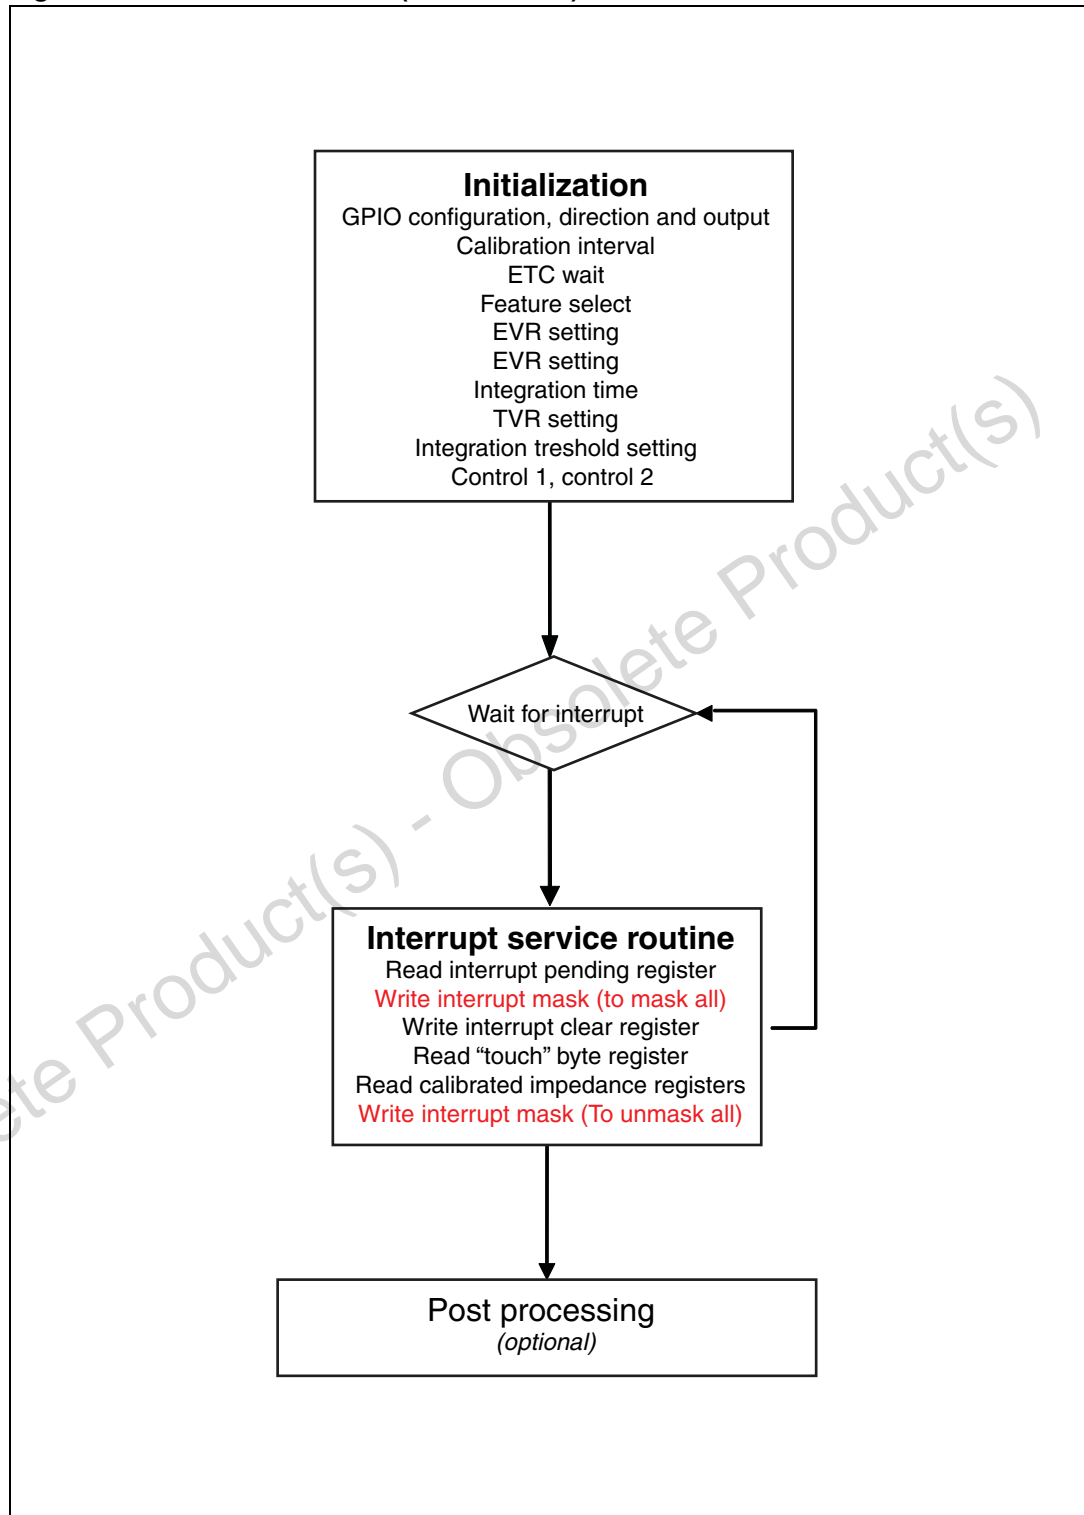 Initialization
GPIO configuration, direction and output
Calibration interval
ETC wait
Feature select
EVR setting
EVR setting
Integration time
TVR setting
Integration treshold setting
Control 1, control 2
Wait for interrupt
Interrupt service routine
Read interrupt pending register
Write interrupt mask (to mask all)
Write interrupt clear register
Read “touch” byte register
Read calibrated impedance registers
Write interrupt mask (To unmask all)
Post processing
(optional)
Product(s) - Obsolete Product(s)